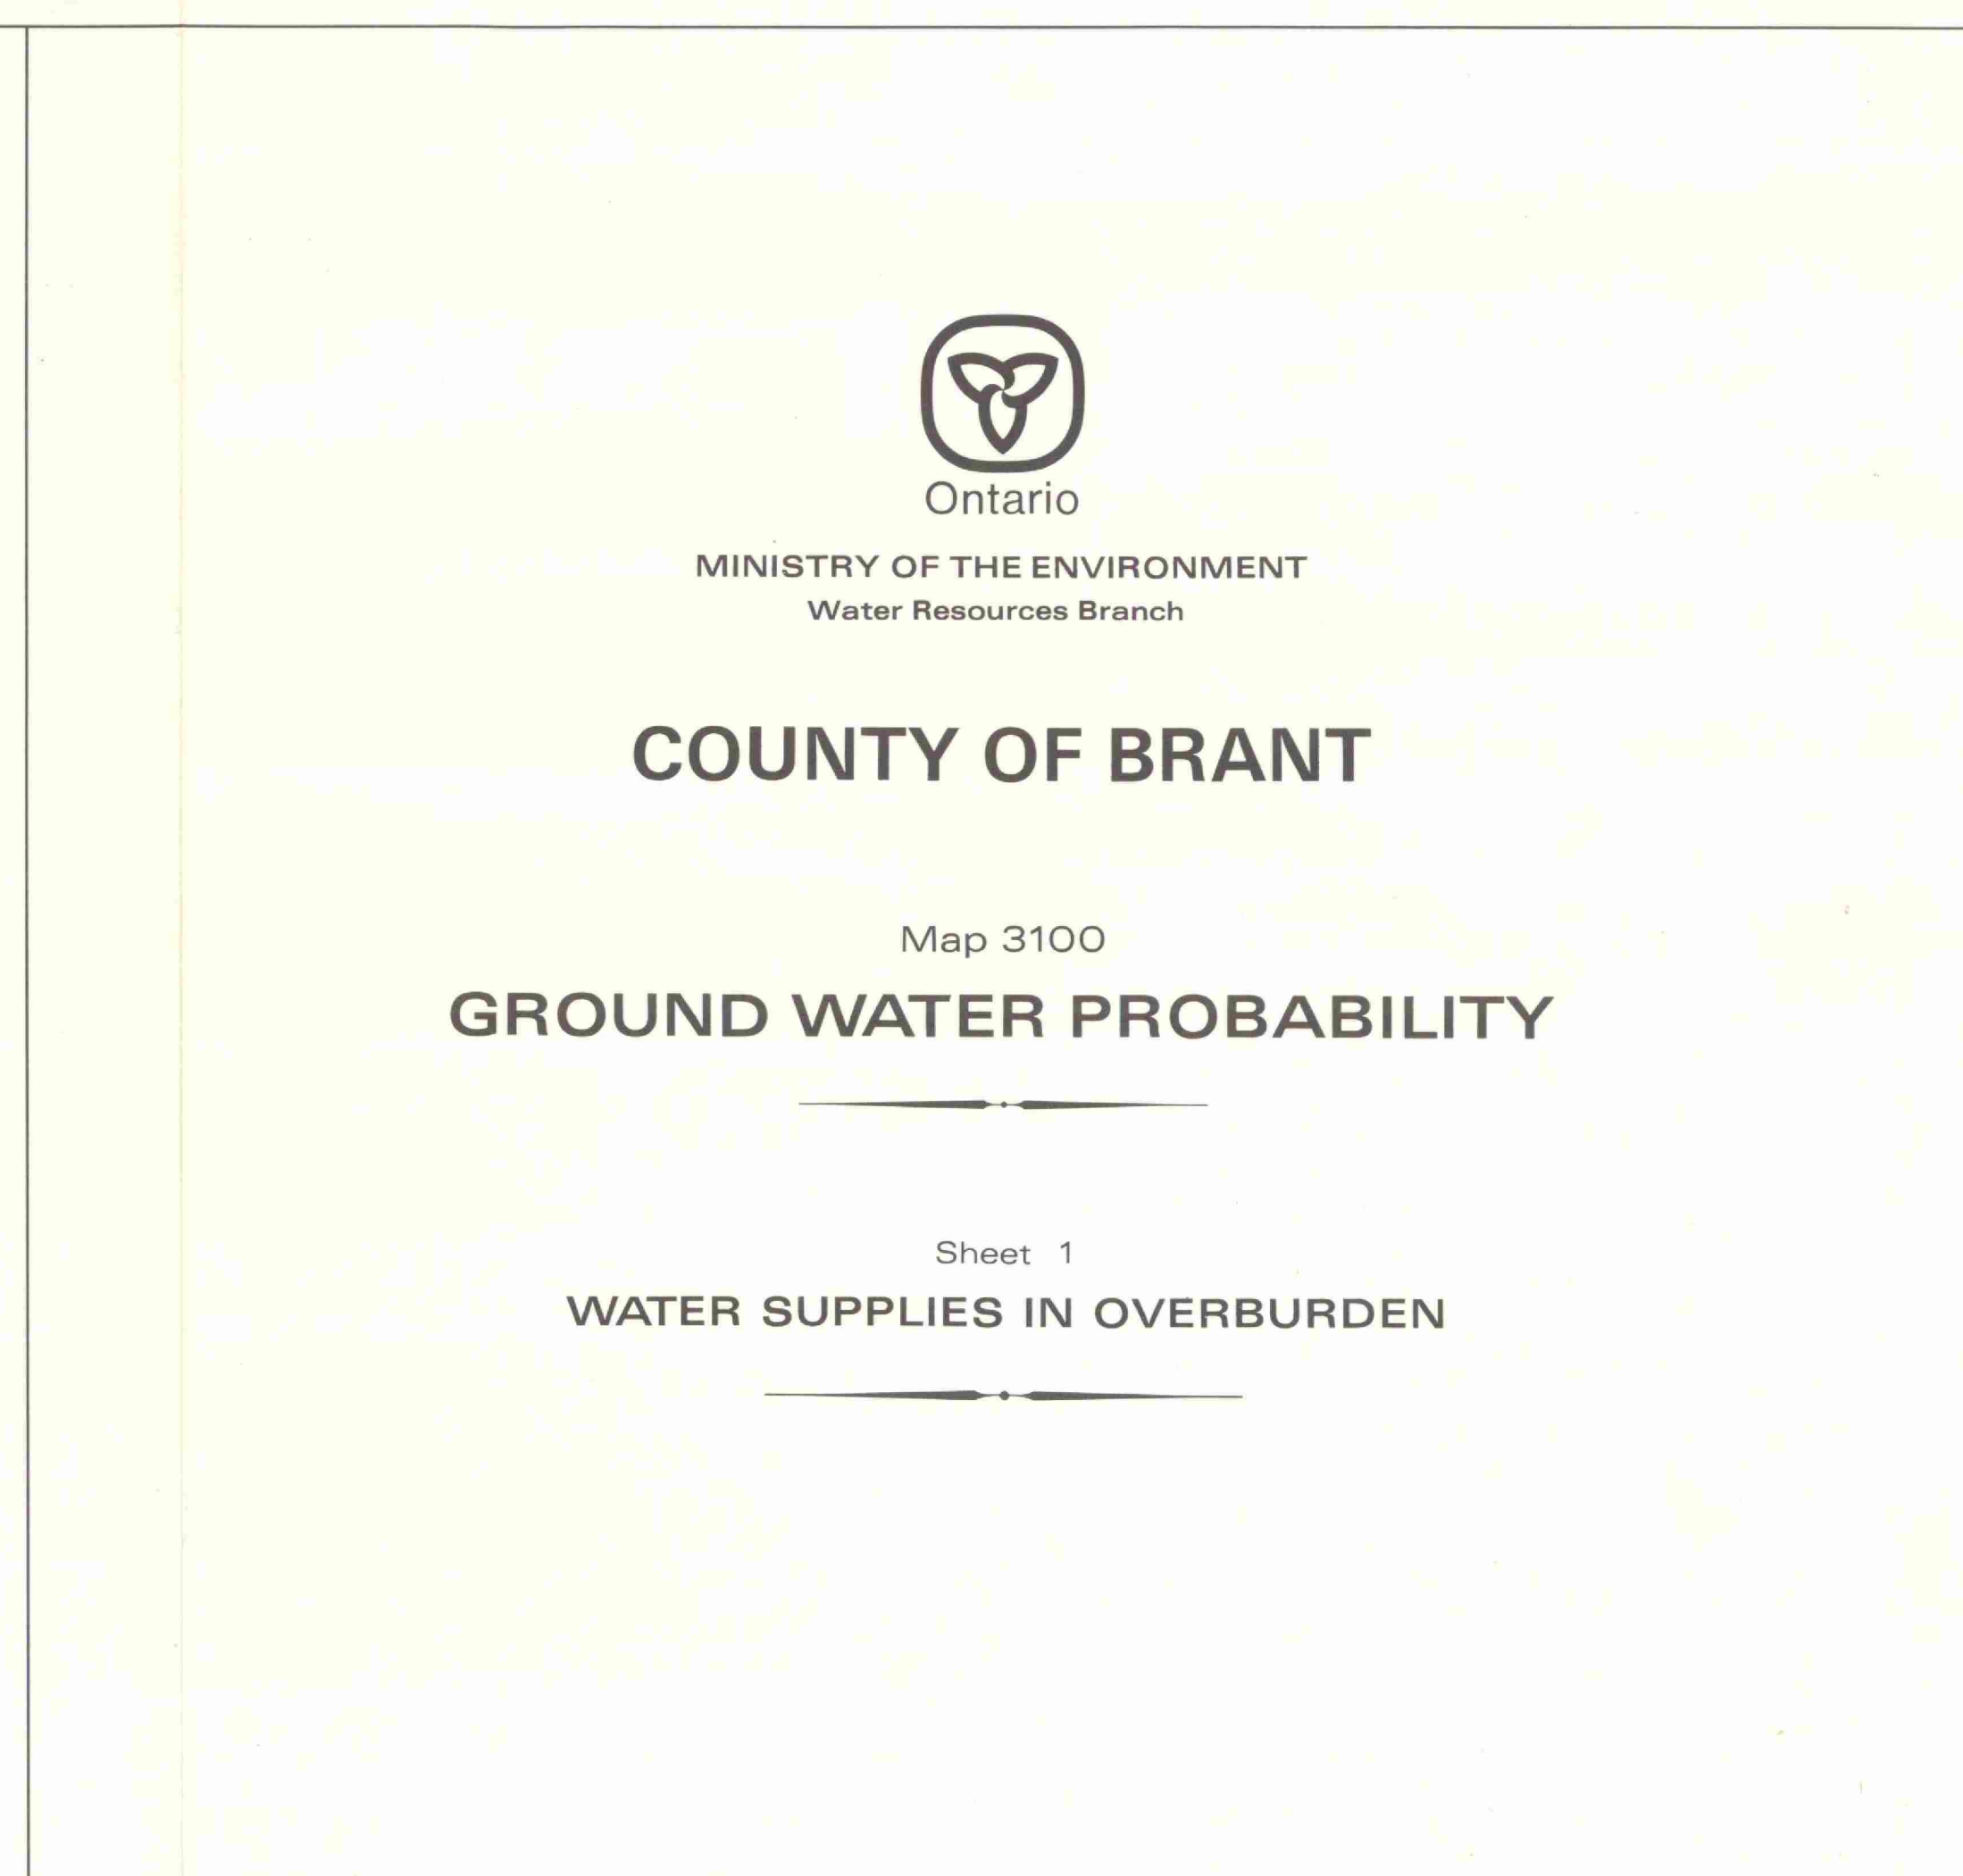 Ontario
MINISTRY OF THE ENVIRONMENT
Water Resources Branch
COUNTY OF BRANT
Map 3100
GROUND WATER PROBABILITY
Sheet 1
WATER SUPPLIES IN OVERBURDEN